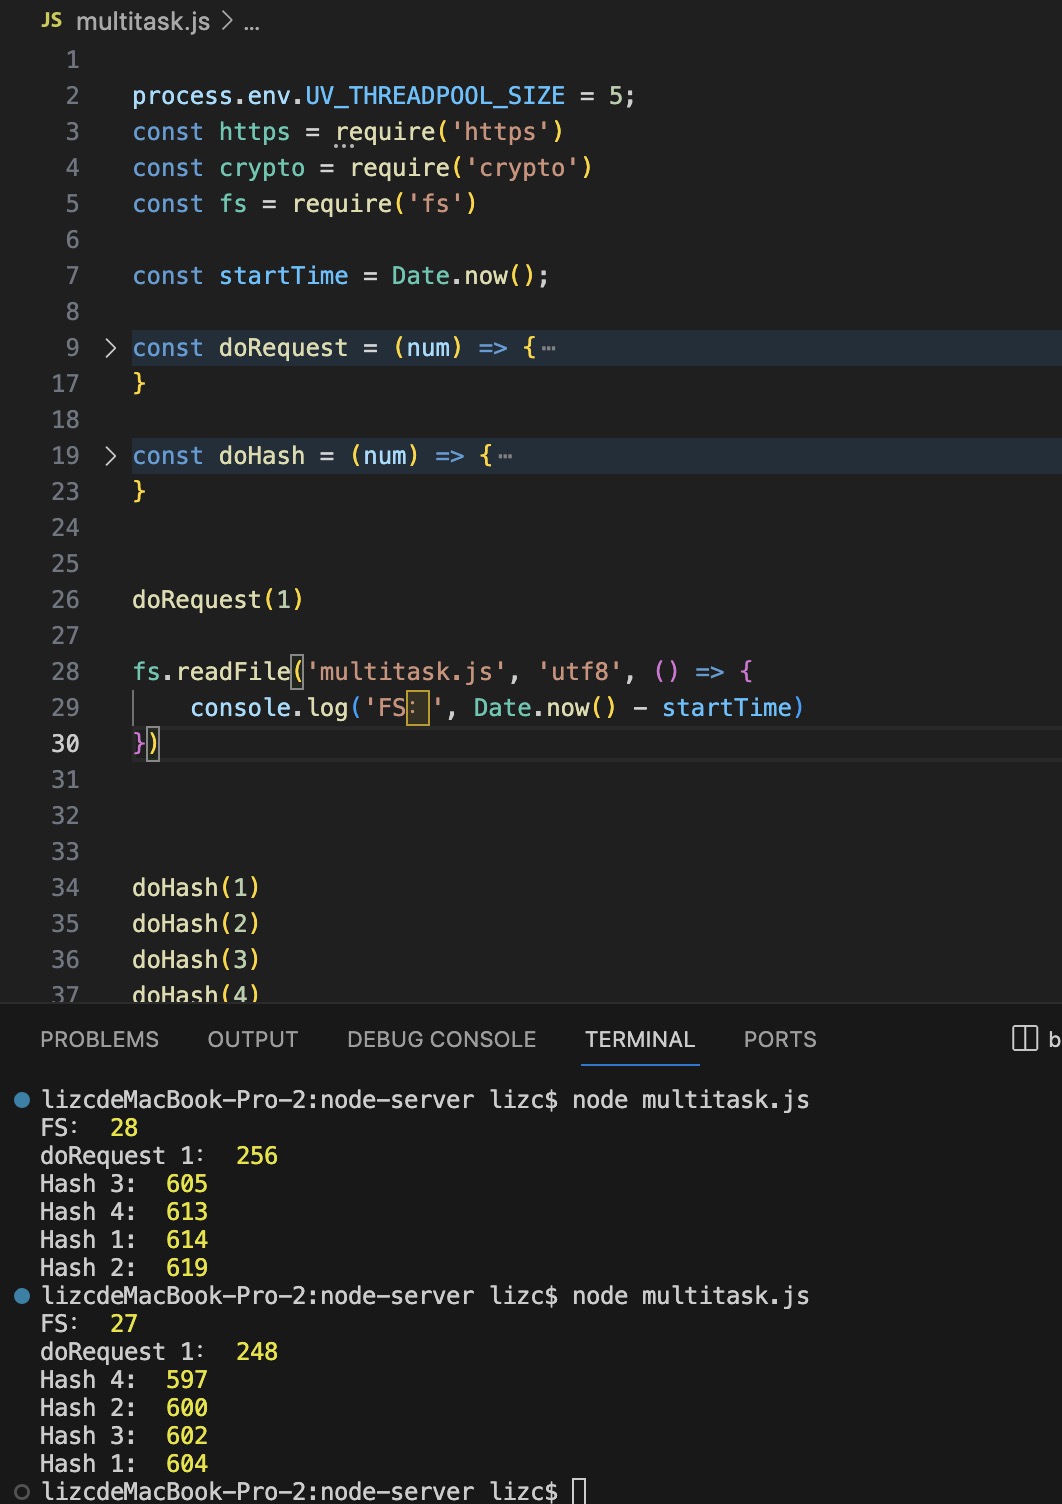 JS multitask.js > ...
1
2 process.env.UV_THREADPOOL_SIZE = 5;
3 const https = require('https')
4 const crypto = require('crypto')
5 const fs = require('fs')
6
7 const startTime = Date.now();
8
9 > const doRequest = (num) => { ⋯
17 }
18
19 > const doHash = (num) => { ⋯
23 }
24
25
26 doRequest(1)
27
28 fs.readFile('multitask.js', 'utf8', () => {
29 console.log('FS：', Date.now() - startTime)
30 })
31
32
33
34 doHash(1)
35 doHash(2)
36 doHash(3)
37 doHash(4)
PROBLEMS OUTPUT DEBUG CONSOLE TERMINAL PORTS b
lizcdeMacBook-Pro-2:node-server lizc$ node multitask.js
FS： 28
doRequest 1： 256
Hash 3: 605
Hash 4: 613
Hash 1: 614
Hash 2: 619
lizcdeMacBook-Pro-2:node-server lizc$ node multitask.js
FS： 27
doRequest 1： 248
Hash 4: 597
Hash 2: 600
Hash 3: 602
Hash 1: 604
lizcdeMacBook-Pro-2:node-server lizc$